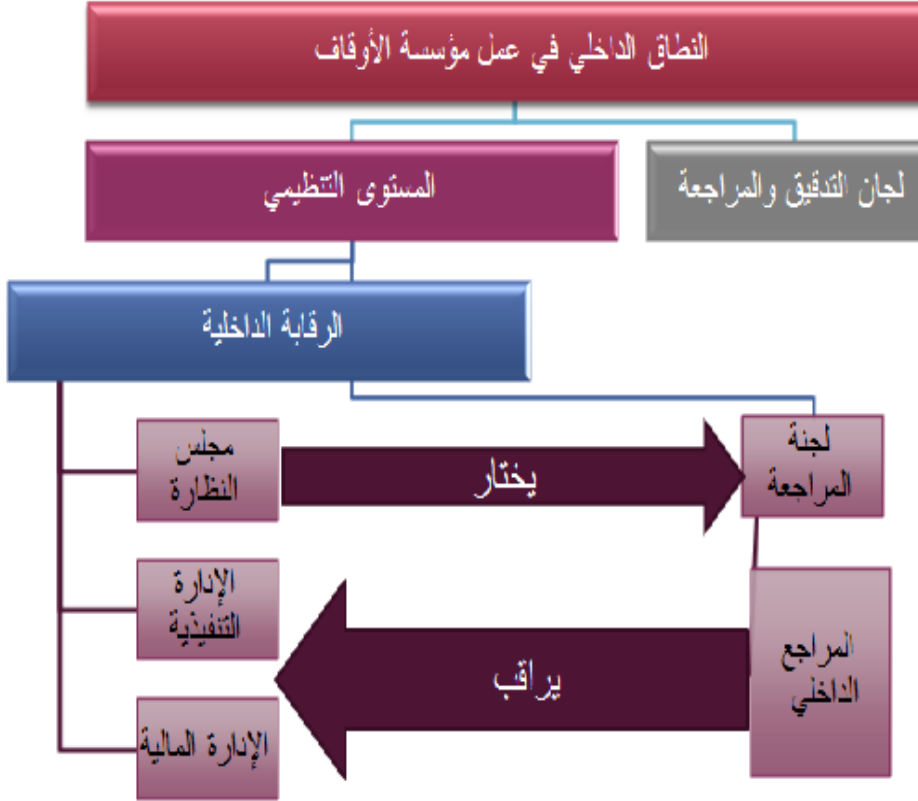 النطاق الداخلي في عمل مؤسسة الأوقاف
لجان التدقيق والمراجعة
المستوى التنظيمي
الرقابة الداخلية
لجنة
المراجعة
يختار
مجلس
النظارة
الإدارة
التنفيذية
المراجع
الداخلي
يراقب
الإدارة المالية